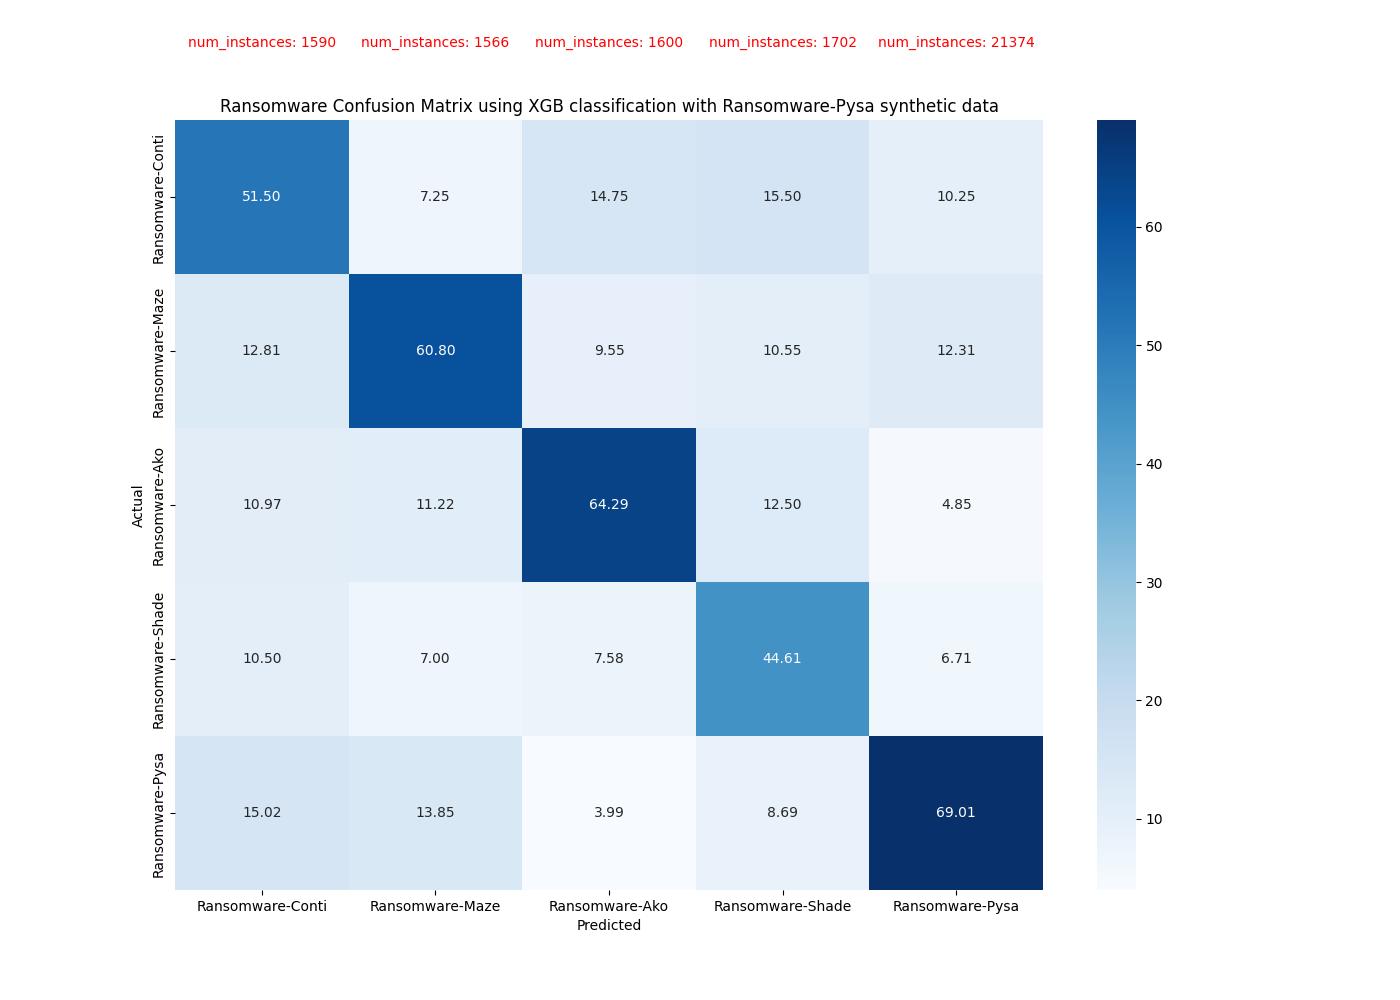 num_instances: 1590 num_instances: 1566 num_instances: 1600 num_instances: 1702 num_instances: 21374
Ransomware Confusion Matrix using XGB classification with Ransomware-Pysa synthetic data
Ransomware-Conti 51.50 7.25 14.75 15.50 10.25
Ransomware-Maze 12.81 60.80 9.55 10.55 12.31
Ransomware-Ako 10.97 11.22 64.29 12.50 4.85
Ransomware-Shade 10.50 7.00 7.58 44.61 6.71
Ransomware-Pysa 15.02 13.85 3.99 8.69 69.01
Actual
Ransomware-Conti Ransomware-Maze Ransomware-Ako Ransomware-Shade Ransomware-Pysa
Predicted
60
50
40
30
20
10